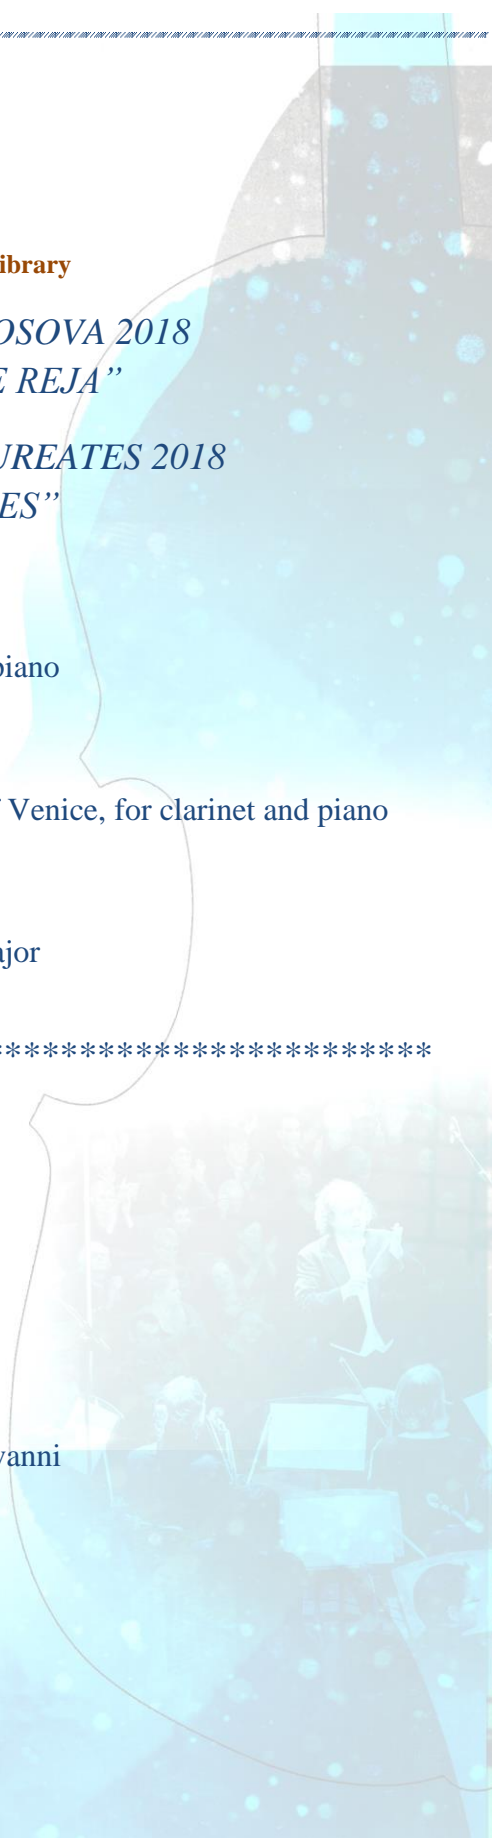 ibrary
OSOVA 2018
E REJA”
UREATES 2018
ES”
piano
Venice, for clarinet and piano
ajor
************************
vanni